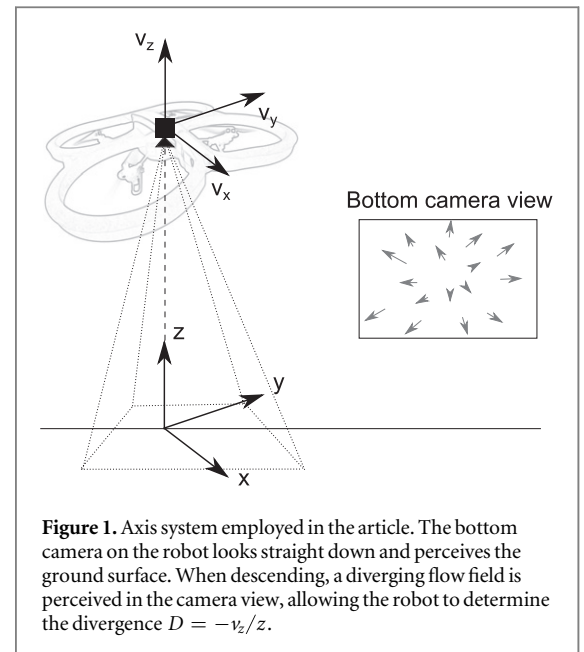 v_z
v_y
v_x
Bottom camera view
z
y
x
Figure 1. Axis system employed in the article. The bottom
camera on the robot looks straight down and perceives the
ground surface. When descending, a diverging flow field is
perceived in the camera view, allowing the robot to determine
the divergence D = −v_z/z.